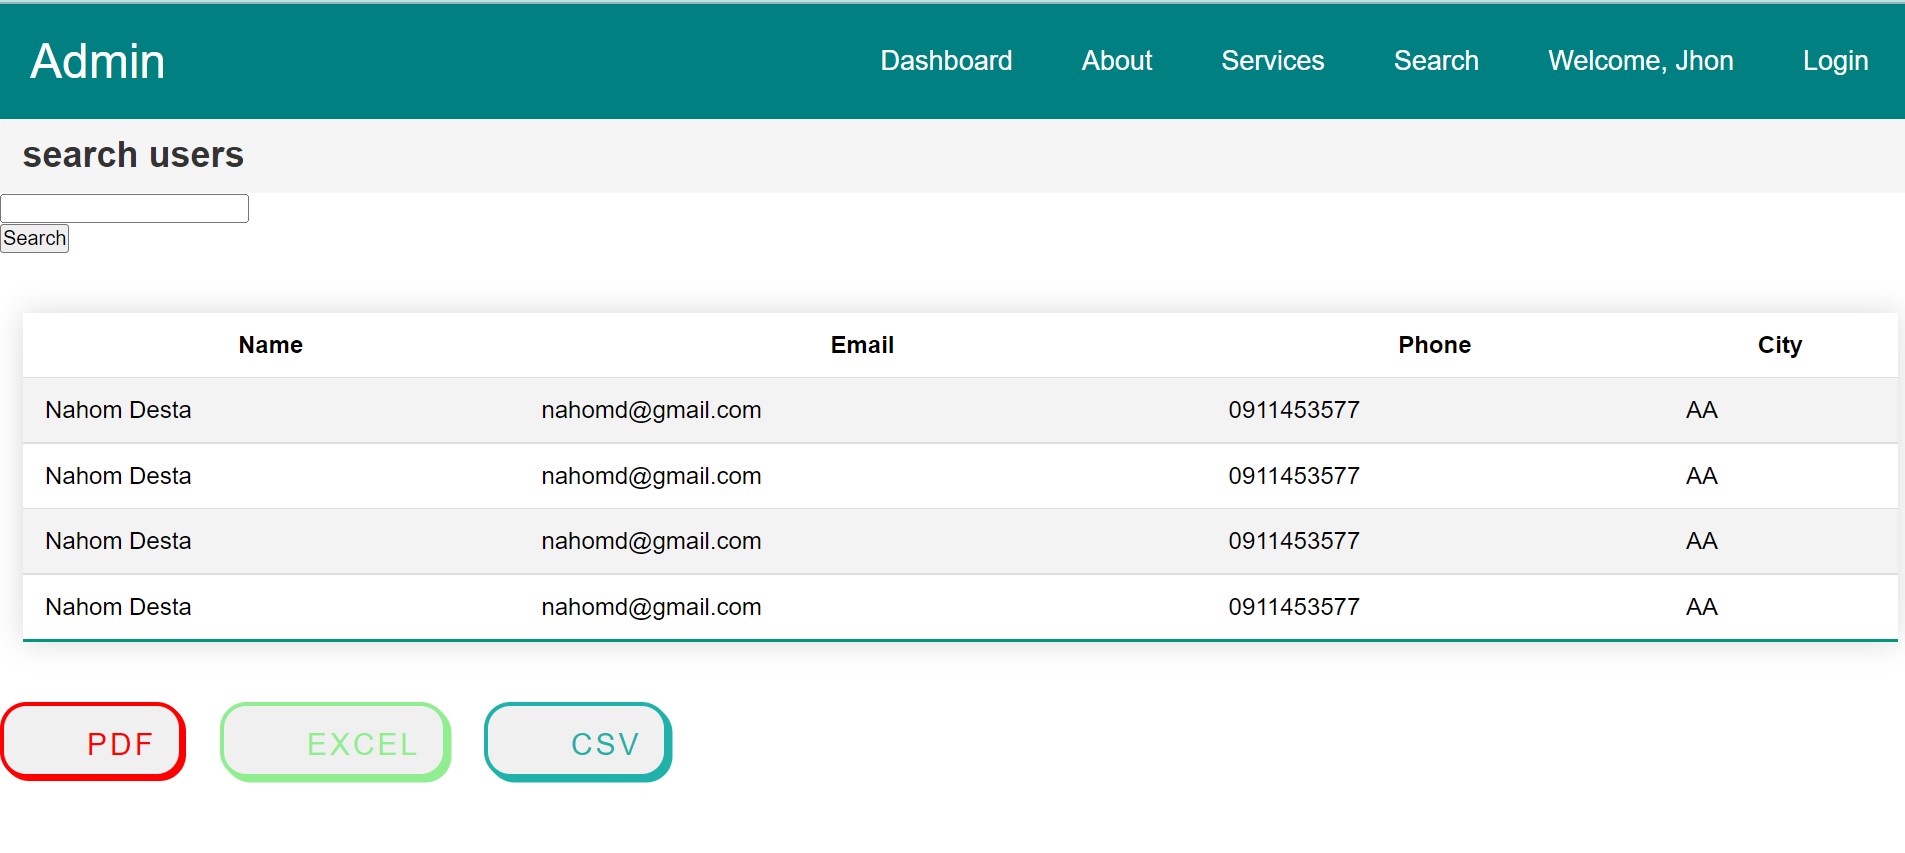 Admin Dashboard About Services Search Welcome, Jhon Login
search users
Search
Name Email Phone City
Nahom Desta nahomd@gmail.com 0911453577 AA
Nahom Desta nahomd@gmail.com 0911453577 AA
Nahom Desta nahomd@gmail.com 0911453577 AA
Nahom Desta nahomd@gmail.com 0911453577 AA
PDF EXCEL CSV